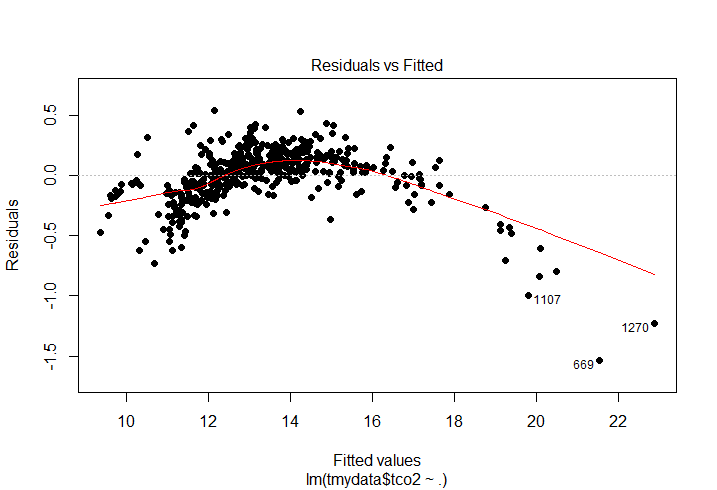 Residuals vs Fitted
Residuals
0.5
0.0
-0.5
-1.0
-1.5
1107
1270
669
10 12 14 16 18 20 22
Fitted values
lm(tmydata$tco2 ~ .)